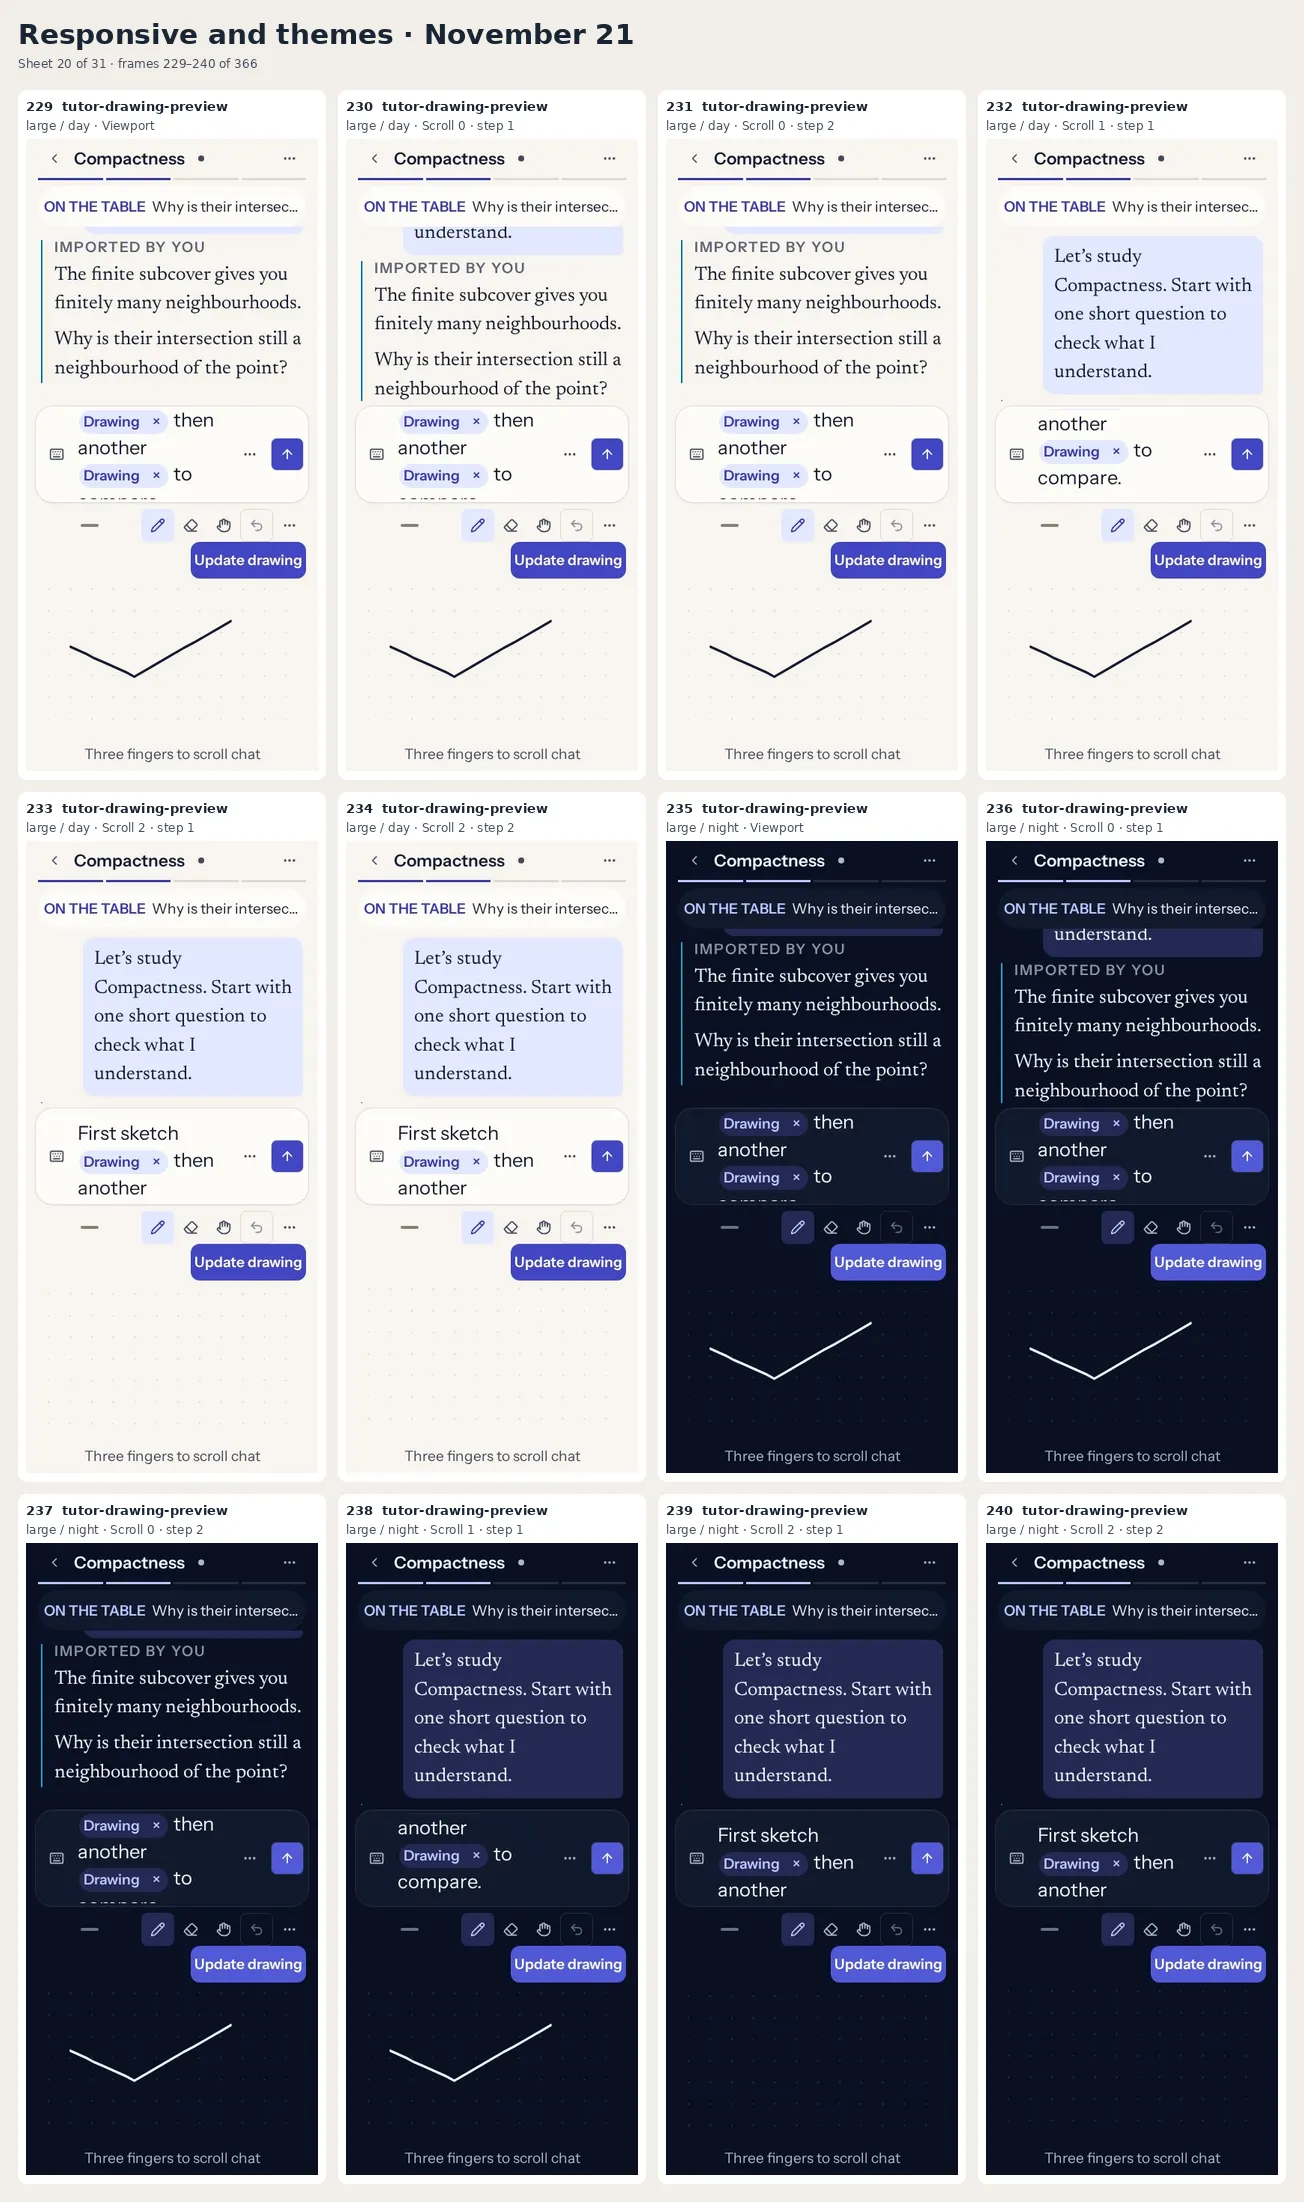 Responsive and themes · November 21
Sheet 20 of 31 · frames 229–240 of 366
229 tutor-drawing-preview
large / day · Viewport
Compactness
ON THE TABLE Why is their intersec...
IMPORTED BY YOU
The finite subcover gives you
finitely many neighbourhoods.
Why is their intersection still a
neighbourhood of the point?
Drawing × then
another
Drawing × to
Update drawing
Three fingers to scroll chat
230 tutor-drawing-preview
large / day · Scroll 0 · step 1
Compactness
ON THE TABLE Why is their intersec...
understand.
IMPORTED BY YOU
The finite subcover gives you
finitely many neighbourhoods.
Why is their intersection still a
neighbourhood of the point?
Drawing × then
another
Drawing × to
Update drawing
Three fingers to scroll chat
231 tutor-drawing-preview
large / day · Scroll 0 · step 2
Compactness
ON THE TABLE Why is their intersec...
IMPORTED BY YOU
The finite subcover gives you
finitely many neighbourhoods.
Why is their intersection still a
neighbourhood of the point?
Drawing × then
another
Drawing × to
Update drawing
Three fingers to scroll chat
232 tutor-drawing-preview
large / day · Scroll 1 · step 1
Compactness
ON THE TABLE Why is their intersec...
Let’s study
Compactness. Start with
one short question to
check what I
understand.
another
Drawing × to
compare.
Update drawing
Three fingers to scroll chat
233 tutor-drawing-preview
large / day · Scroll 2 · step 1
Compactness
ON THE TABLE Why is their intersec...
Let’s study
Compactness. Start with
one short question to
check what I
understand.
First sketch
Drawing × then
another
Update drawing
Three fingers to scroll chat
234 tutor-drawing-preview
large / day · Scroll 2 · step 2
Compactness
ON THE TABLE Why is their intersec...
Let’s study
Compactness. Start with
one short question to
check what I
understand.
First sketch
Drawing × then
another
Update drawing
Three fingers to scroll chat
235 tutor-drawing-preview
large / night · Viewport
Compactness
ON THE TABLE Why is their intersec...
IMPORTED BY YOU
The finite subcover gives you
finitely many neighbourhoods.
Why is their intersection still a
neighbourhood of the point?
Drawing × then
another
Drawing × to
Update drawing
Three fingers to scroll chat
236 tutor-drawing-preview
large / night · Scroll 0 · step 1
Compactness
ON THE TABLE Why is their intersec...
understand.
IMPORTED BY YOU
The finite subcover gives you
finitely many neighbourhoods.
Why is their intersection still a
neighbourhood of the point?
Drawing × then
another
Drawing × to
Update drawing
Three fingers to scroll chat
237 tutor-drawing-preview
large / night · Scroll 0 · step 2
Compactness
ON THE TABLE Why is their intersec...
IMPORTED BY YOU
The finite subcover gives you
finitely many neighbourhoods.
Why is their intersection still a
neighbourhood of the point?
Drawing × then
another
Drawing × to
Update drawing
Three fingers to scroll chat
238 tutor-drawing-preview
large / night · Scroll 1 · step 1
Compactness
ON THE TABLE Why is their intersec...
Let’s study
Compactness. Start with
one short question to
check what I
understand.
another
Drawing × to
compare.
Update drawing
Three fingers to scroll chat
239 tutor-drawing-preview
large / night · Scroll 2 · step 1
Compactness
ON THE TABLE Why is their intersec...
Let’s study
Compactness. Start with
one short question to
check what I
understand.
First sketch
Drawing × then
another
Update drawing
Three fingers to scroll chat
240 tutor-drawing-preview
large / night · Scroll 2 · step 2
Compactness
ON THE TABLE Why is their intersec...
Let’s study
Compactness. Start with
one short question to
check what I
understand.
First sketch
Drawing × then
another
Update drawing
Three fingers to scroll chat